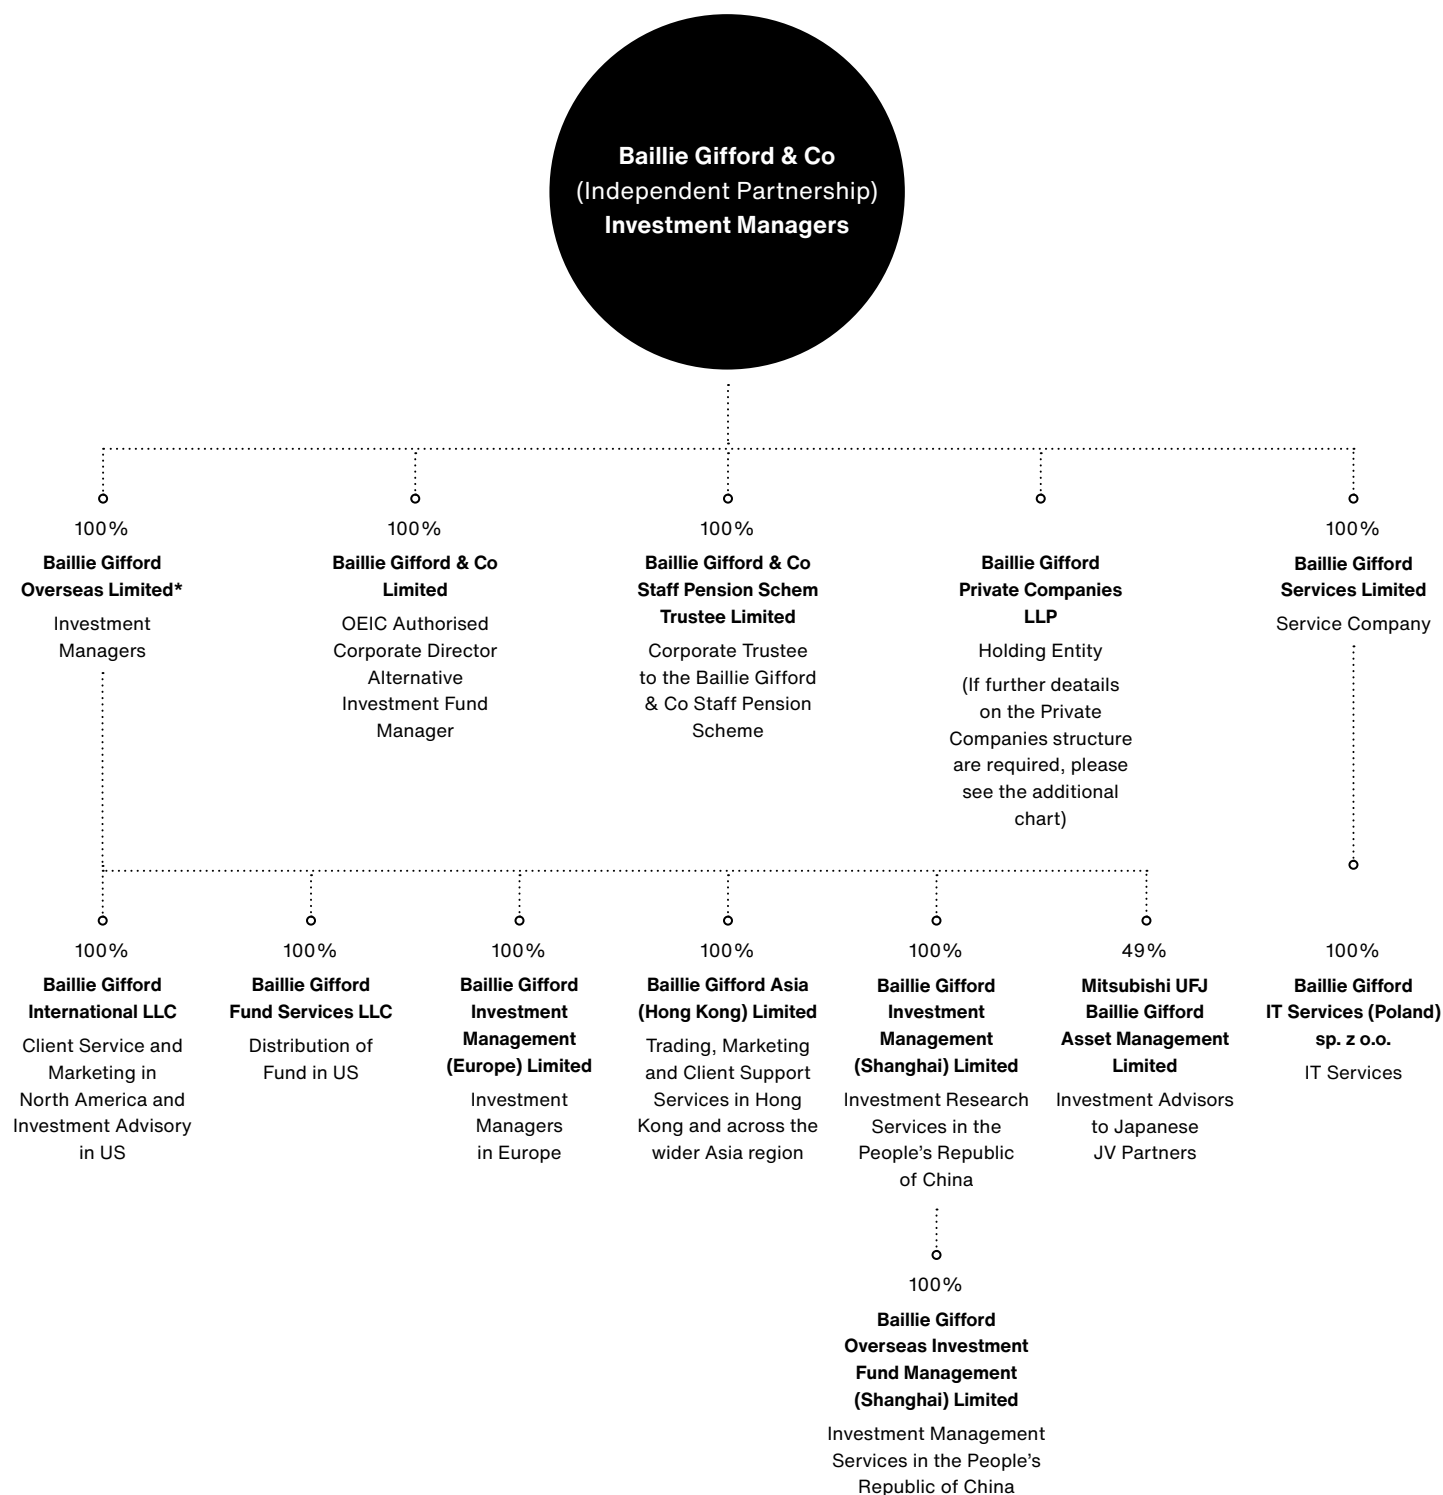 Baillie Gifford & Co
(Independent Partnership)
Investment Managers
100%
Baillie Gifford
Overseas Limited*
Investment
Managers
100%
Baillie Gifford & Co
Limited
OEIC Authorised
Corporate Director
Alternative
Investment Fund
Manager
100%
Baillie Gifford & Co
Staff Pension Schem
Trustee Limited
Corporate Trustee
to the Baillie Gifford
& Co Staff Pension
Scheme
Baillie Gifford
Private Companies
LLP
Holding Entity
(If further deatails
on the Private
Companies structure
are required, please
see the additional
chart)
100%
Baillie Gifford
Services Limited
Service Company
100%
Baillie Gifford
International LLC
Client Service and
Marketing in
North America and
Investment Advisory
in US
100%
Baillie Gifford
Fund Services LLC
Distribution of
Fund in US
100%
Baillie Gifford
Investment
Management
(Europe) Limited
Investment
Managers
in Europe
100%
Baillie Gifford Asia
(Hong Kong) Limited
Trading, Marketing
and Client Support
Services in Hong
Kong and across the
wider Asia region
100%
Baillie Gifford
Investment
Management
(Shanghai) Limited
Investment Research
Services in the
People's Republic
of China
49%
Mitsubishi UFJ
Baillie Gifford
Asset Management
Limited
Investment Advisors
to Japanese
JV Partners
100%
Baillie Gifford
IT Services (Poland)
sp. z o.o.
IT Services
100%
Baillie Gifford
Overseas Investment
Fund Management
(Shanghai) Limited
Investment Management
Services in the People's
Republic of China